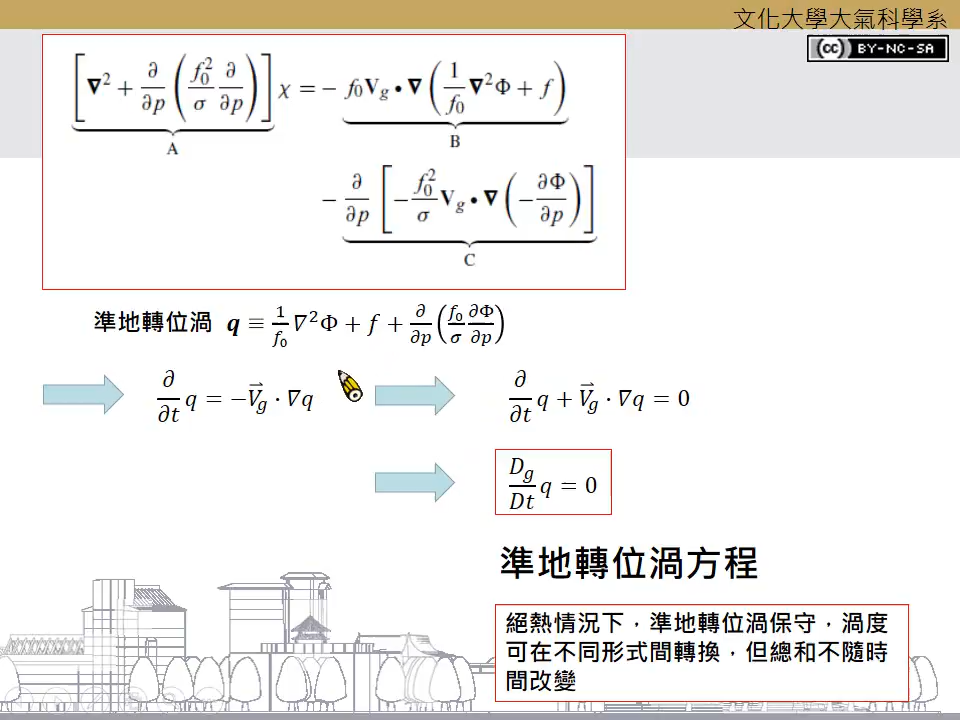 文化大學大氣科學系
(cc) BY-NC-SA
[∇² + ∂/∂p (f₀²/σ ∂/∂p)] χ = − f₀V_g • ∇ (1/f₀ ∇²Φ + f)
A
B
− ∂/∂p [− f₀²/σ V_g • ∇ (− ∂Φ/∂p)]
C
準地轉位渦 q ≡ 1/f₀ ∇²Φ + f + ∂/∂p (f₀/σ ∂Φ/∂p)
∂/∂t q = −V⃗_g · ∇q
∂/∂t q + V⃗_g · ∇q = 0
D_g/Dt q = 0
準地轉位渦方程
絕熱情況下，準地轉位渦保守，渦度
可在不同形式間轉換，但總和不隨時
間改變